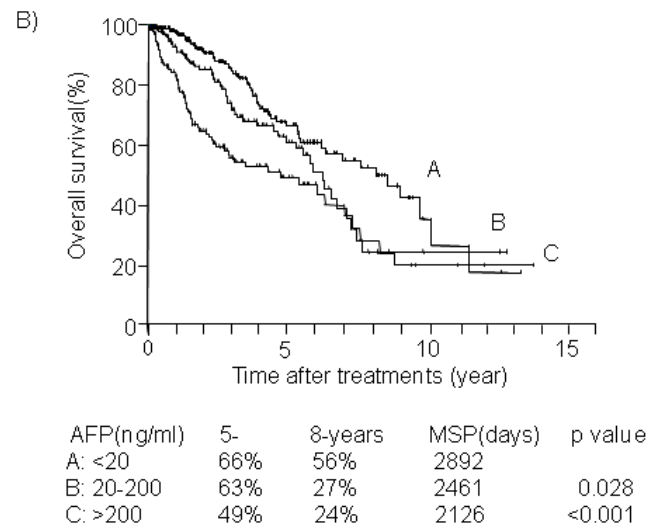 B)
Overall survival(%)
100
80
60
40
20
0
A
B
C
0 5 10 15
Time after treatments (year)
AFP(ng/ml) 5- 8-years MSP(days) p value
A: <20 66% 56% 2892
B: 20-200 63% 27% 2461 0.028
C: >200 49% 24% 2126 <0.001